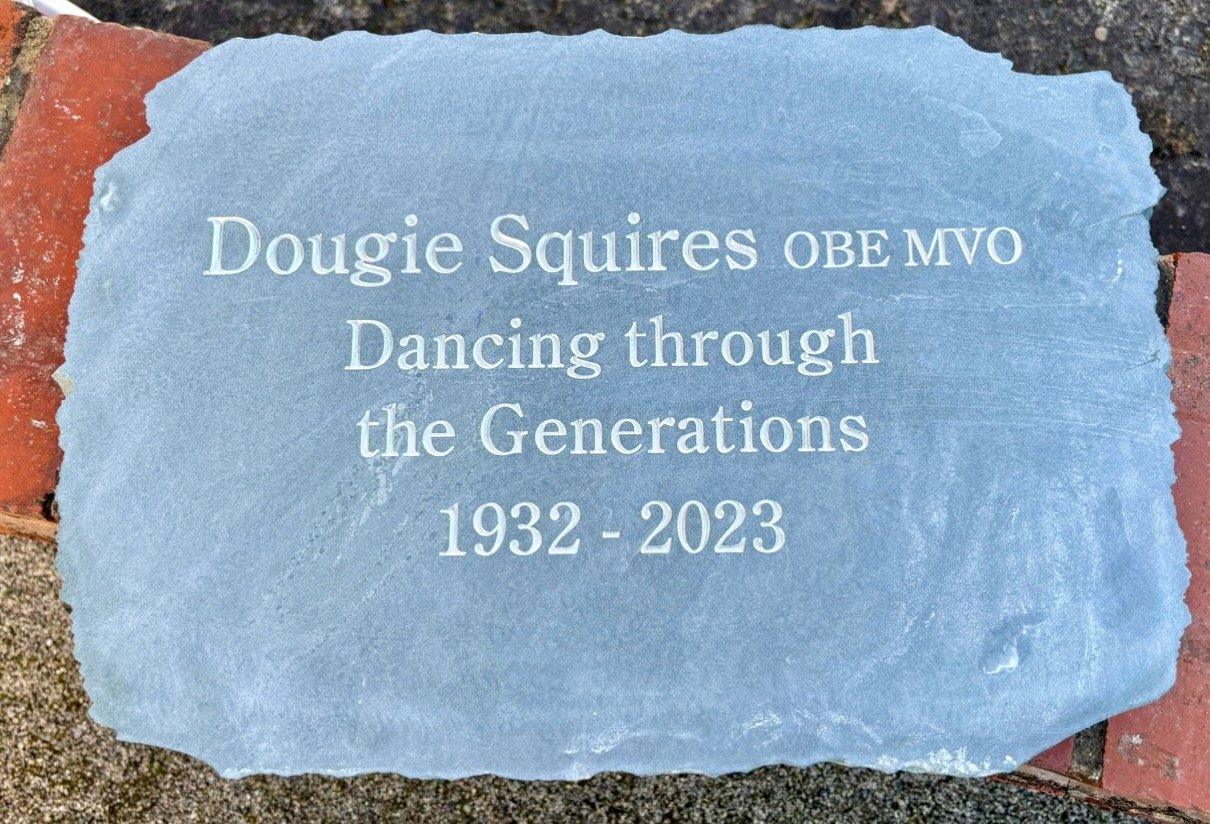 Dougie Squires OBE MVO
Dancing through
the Generations
1932 - 2023